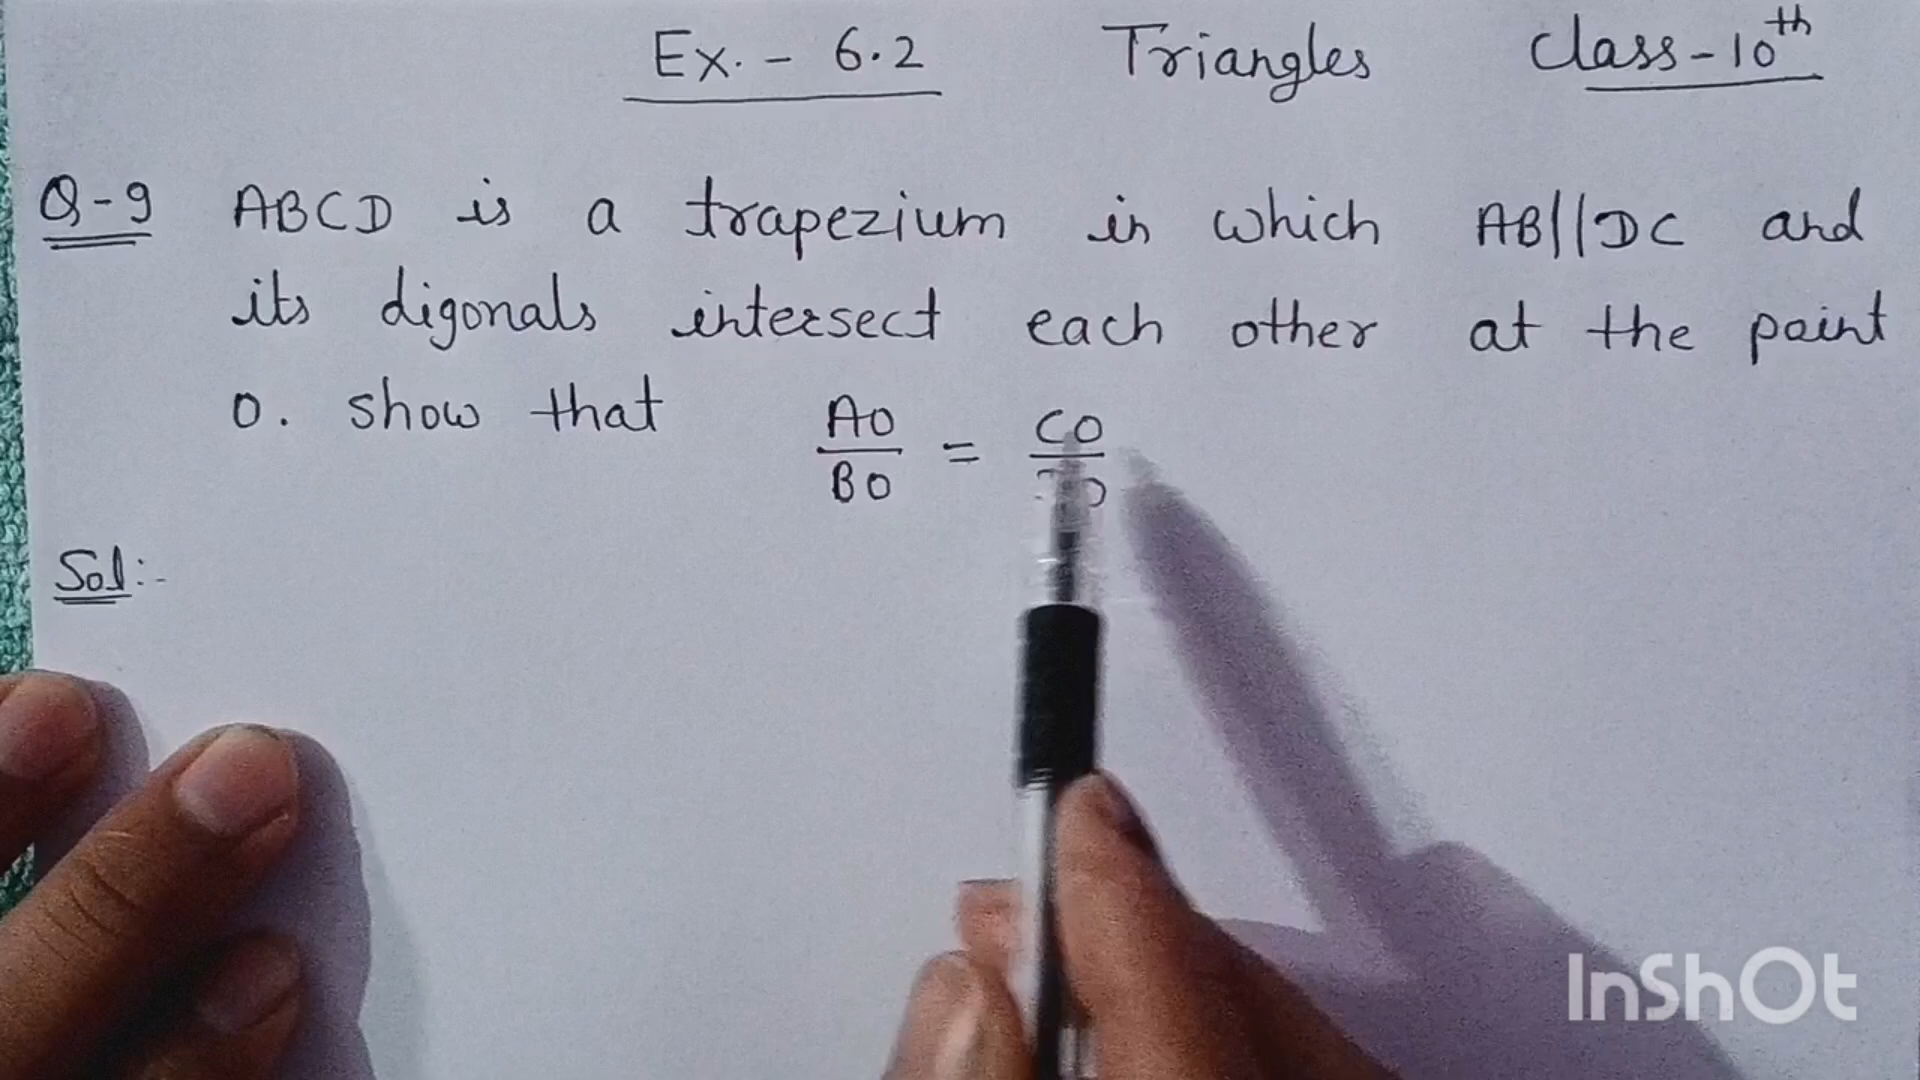 Ex. - 6.2 Triangles Class - 10th
Q-9 ABCD is a trapezium in which AB||DC and
its digonals intersect each other at the point
O. show that AO/BO = CO/
Sol:-
InShOt